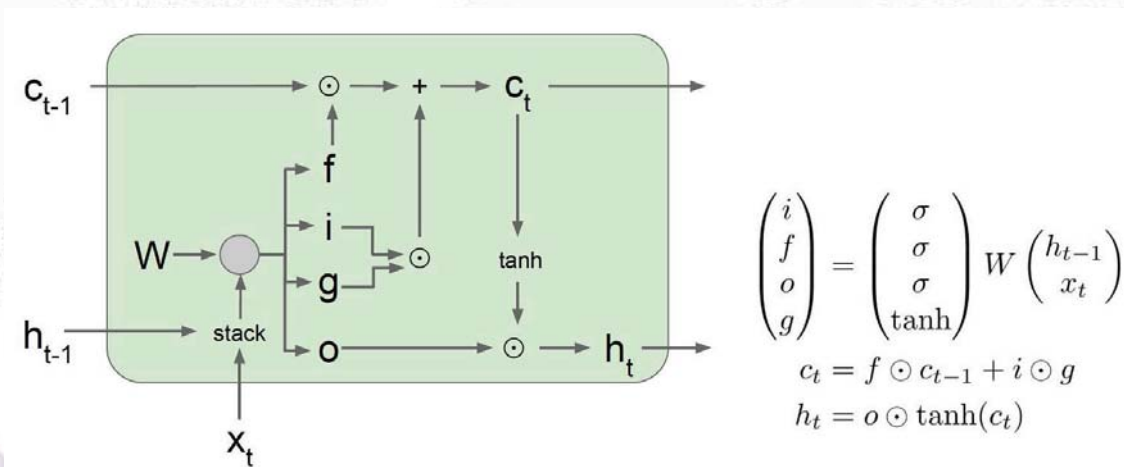 c_{t-1} ⊙ + c_t
f
i
W ⊙ tanh
g
h_{t-1} stack o ⊙ h_t
x_t
(i f o g) = (σ σ σ tanh) W (h_{t-1} x_t)
c_t = f ⊙ c_{t-1} + i ⊙ g
h_t = o ⊙ tanh(c_t)